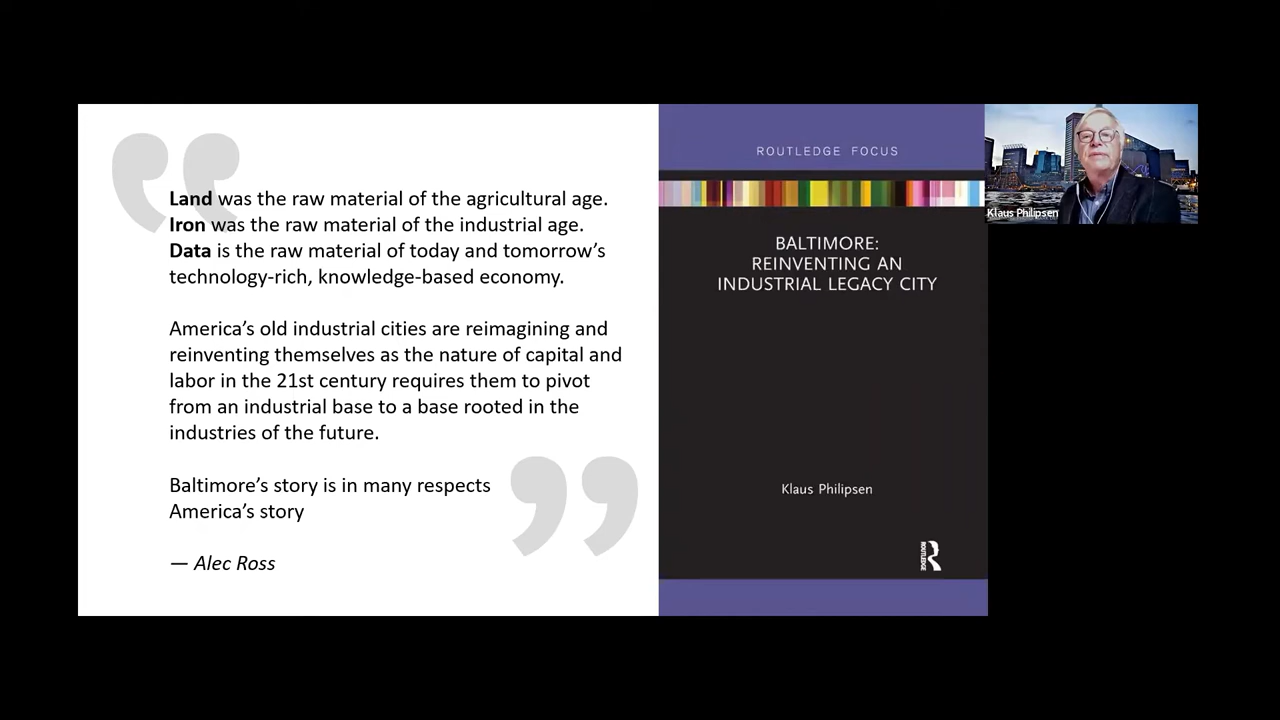 Land was the raw material of the agricultural age.
Iron was the raw material of the industrial age.
Data is the raw material of today and tomorrow’s
technology-rich, knowledge-based economy.
America’s old industrial cities are reimagining and
reinventing themselves as the nature of capital and
labor in the 21st century requires them to pivot
from an industrial base to a base rooted in the
industries of the future.
Baltimore’s story is in many respects
America’s story
— Alec Ross
ROUTLEDGE FOCUS
BALTIMORE:
REINVENTING AN
INDUSTRIAL LEGACY CITY
Klaus Philipsen
ROUTLEDGE
Klaus Philipsen